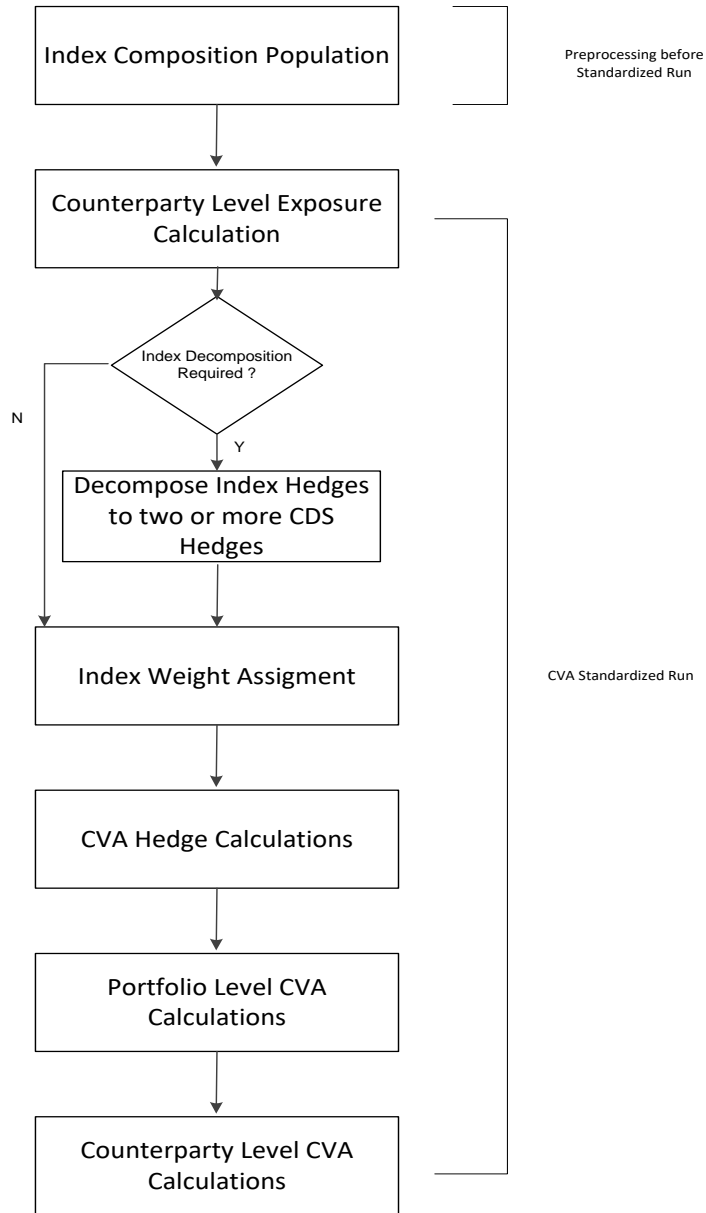 Index Composition Population
Preprocessing before
Standardized Run
Counterparty Level Exposure
Calculation
Index Decomposition
Required ?
N
Y
Decompose Index Hedges
to two or more CDS
Hedges
Index Weight Assigment
CVA Standardized Run
CVA Hedge Calculations
Portfolio Level CVA
Calculations
Counterparty Level CVA
Calculations